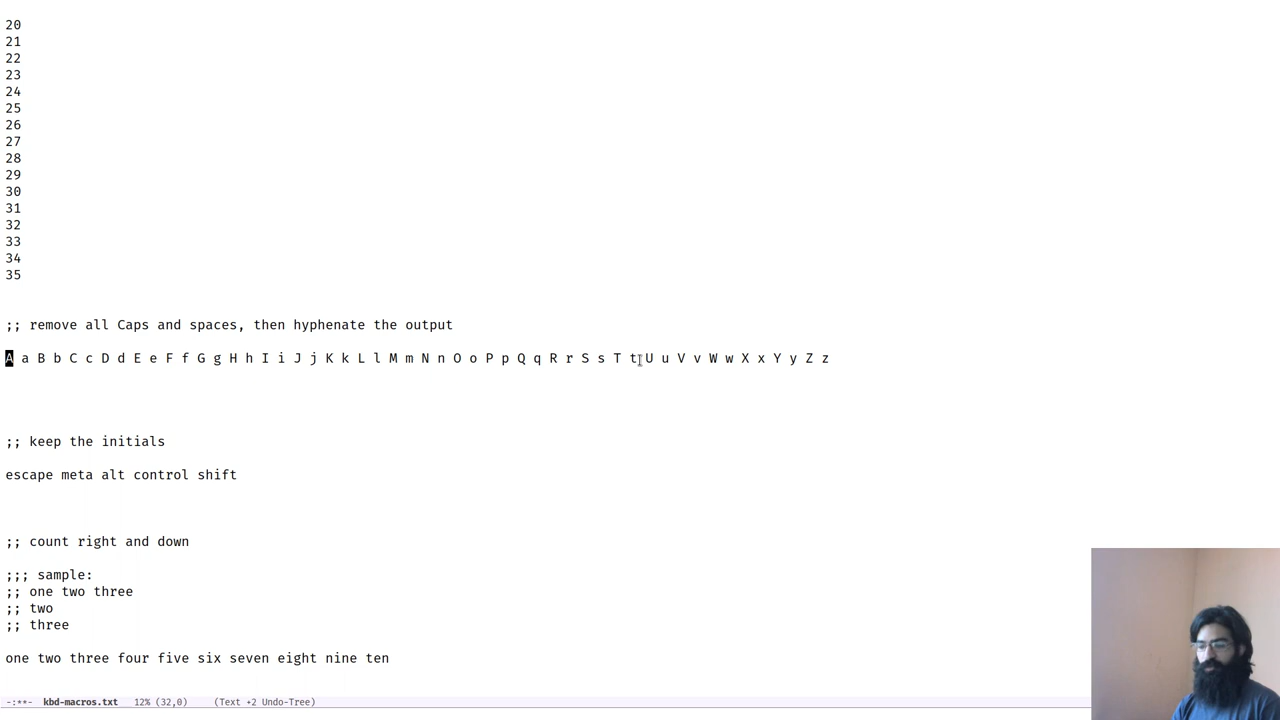 20
21
22
23
24
25
26
27
28
29
30
31
32
33
34
35
;; remove all Caps and spaces, then hyphenate the output
A a B b C c D d E e F f G g H h I i J j K k L l M m N n O o P p Q q R r S s T t U u V v W w X x Y y Z z
;; keep the initials
escape meta alt control shift
;; count right and down
;;; sample:
;; one two three
;; two
;; three
one two three four five six seven eight nine ten
-:**- kbd-macros.txt 12% (32,0) (Text +2 Undo-Tree)